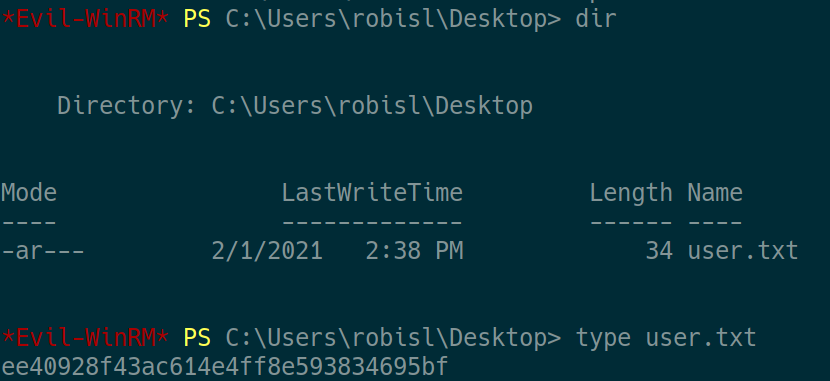 *Evil-WinRM* PS C:\Users\robisl\Desktop> dir
Directory: C:\Users\robisl\Desktop
Mode                LastWriteTime         Length Name
----                -------------         ------ ----
-ar---         2/1/2021   2:38 PM             34 user.txt
*Evil-WinRM* PS C:\Users\robisl\Desktop> type user.txt
ee40928f43ac614e4ff8e593834695bf